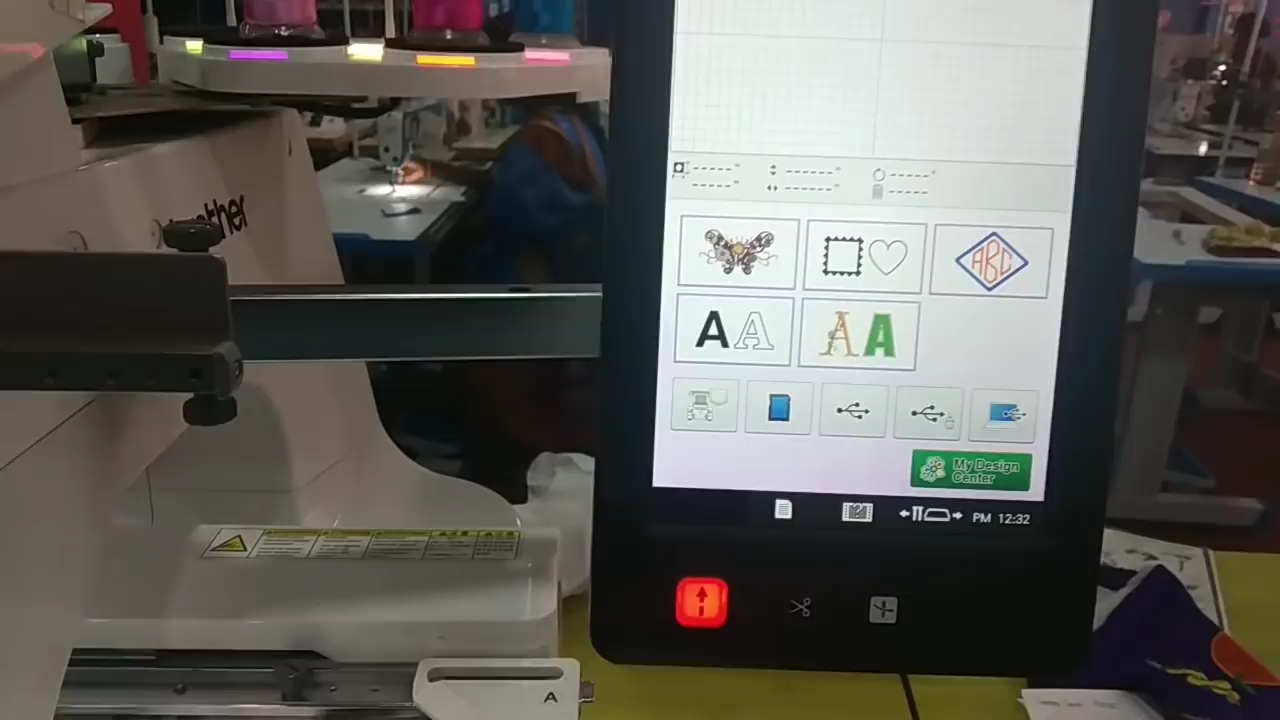 brother
ABC
A A
A A
My Design
Center
PM 12:32
A